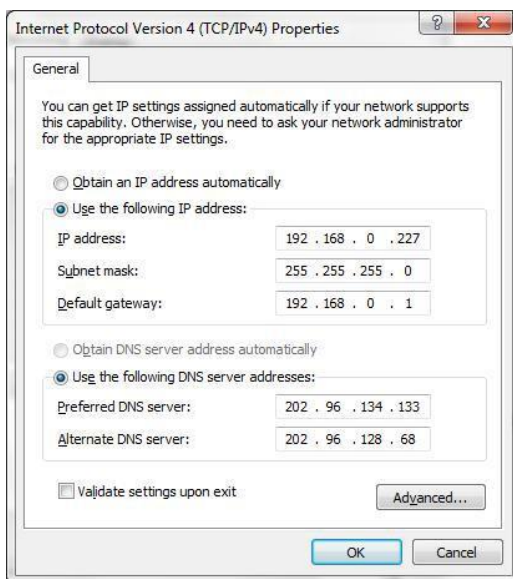 Internet Protocol Version 4 (TCP/IPv4) Properties
General
You can get IP settings assigned automatically if your network supports
this capability. Otherwise, you need to ask your network administrator
for the appropriate IP settings.
Obtain an IP address automatically
Use the following IP address:
IP address: 192 . 168 . 0 . 227
Subnet mask: 255 . 255 . 255 . 0
Default gateway: 192 . 168 . 0 . 1
Obtain DNS server address automatically
Use the following DNS server addresses:
Preferred DNS server: 202 . 96 . 134 . 133
Alternate DNS server: 202 . 96 . 128 . 68
Validate settings upon exit
Advanced...
OK Cancel